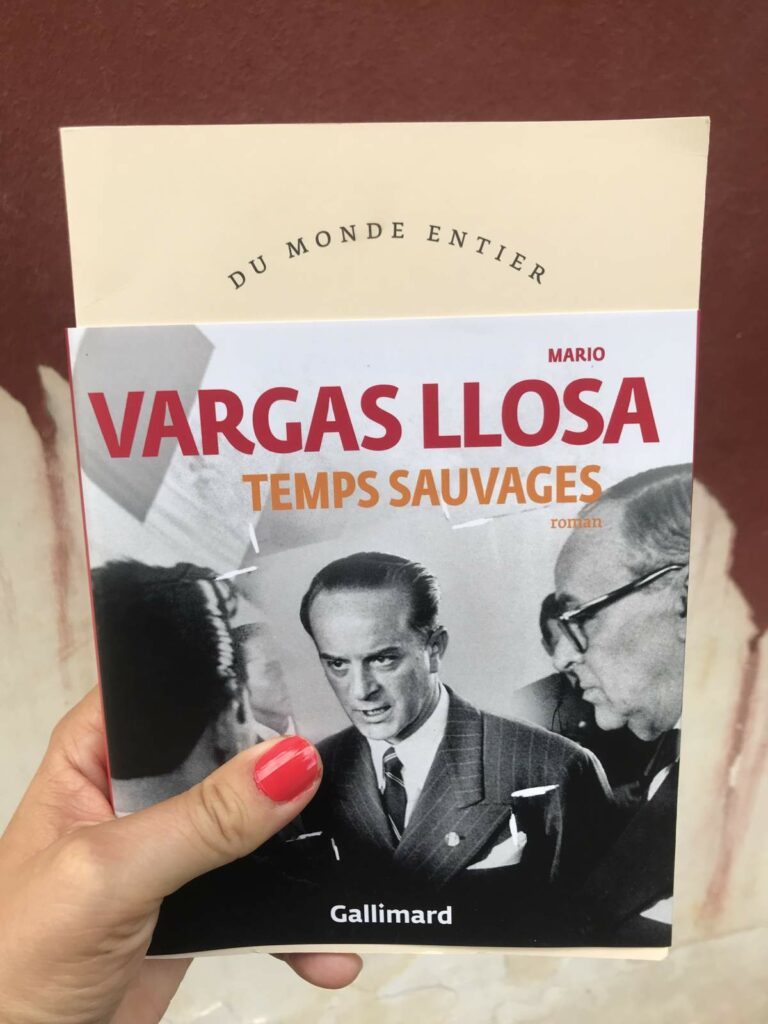 DU MONDE ENTIER
MARIO
VARGAS LLOSA
TEMPS SAUVAGES
roman
Gallimard